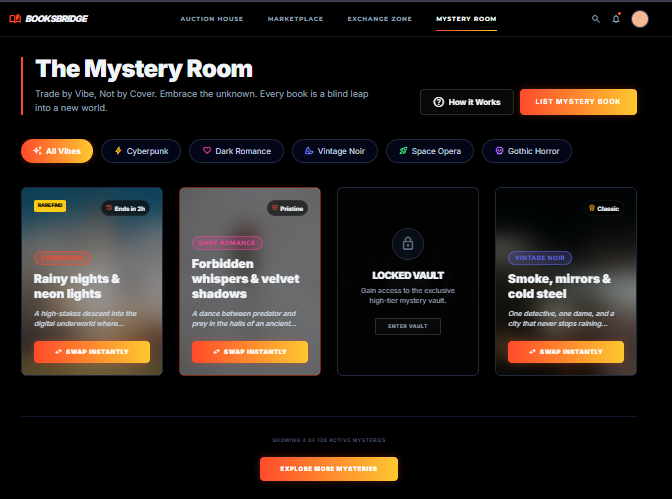 BOOKSBRIDGE
AUCTION HOUSE
MARKETPLACE
EXCHANGE ZONE
MYSTERY ROOM
The Mystery Room
Trade by Vibe, Not by Cover. Embrace the unknown. Every book is a blind leap
into a new world.
How it Works
LIST MYSTERY BOOK
All Vibes
Cyberpunk
Dark Romance
Vintage Noir
Space Opera
Gothic Horror
RARE FIND
Ends in 2h
CYBERPUNK
Rainy nights &
neon lights
A high-stakes descent into the
digital underworld where...
SWAP INSTANTLY
Pristine
DARK ROMANCE
Forbidden
whispers & velvet
shadows
A dance between predator and
prey in the halls of an ancient...
SWAP INSTANTLY
LOCKED VAULT
Gain access to the exclusive
high-tier mystery vault.
ENTER VAULT
Classic
VINTAGE NOIR
Smoke, mirrors &
cold steel
One detective, one dame, and a
city that never stops raining...
SWAP INSTANTLY
SHOWING 4 OF 128 ACTIVE MYSTERIES
EXPLORE MORE MYSTERIES